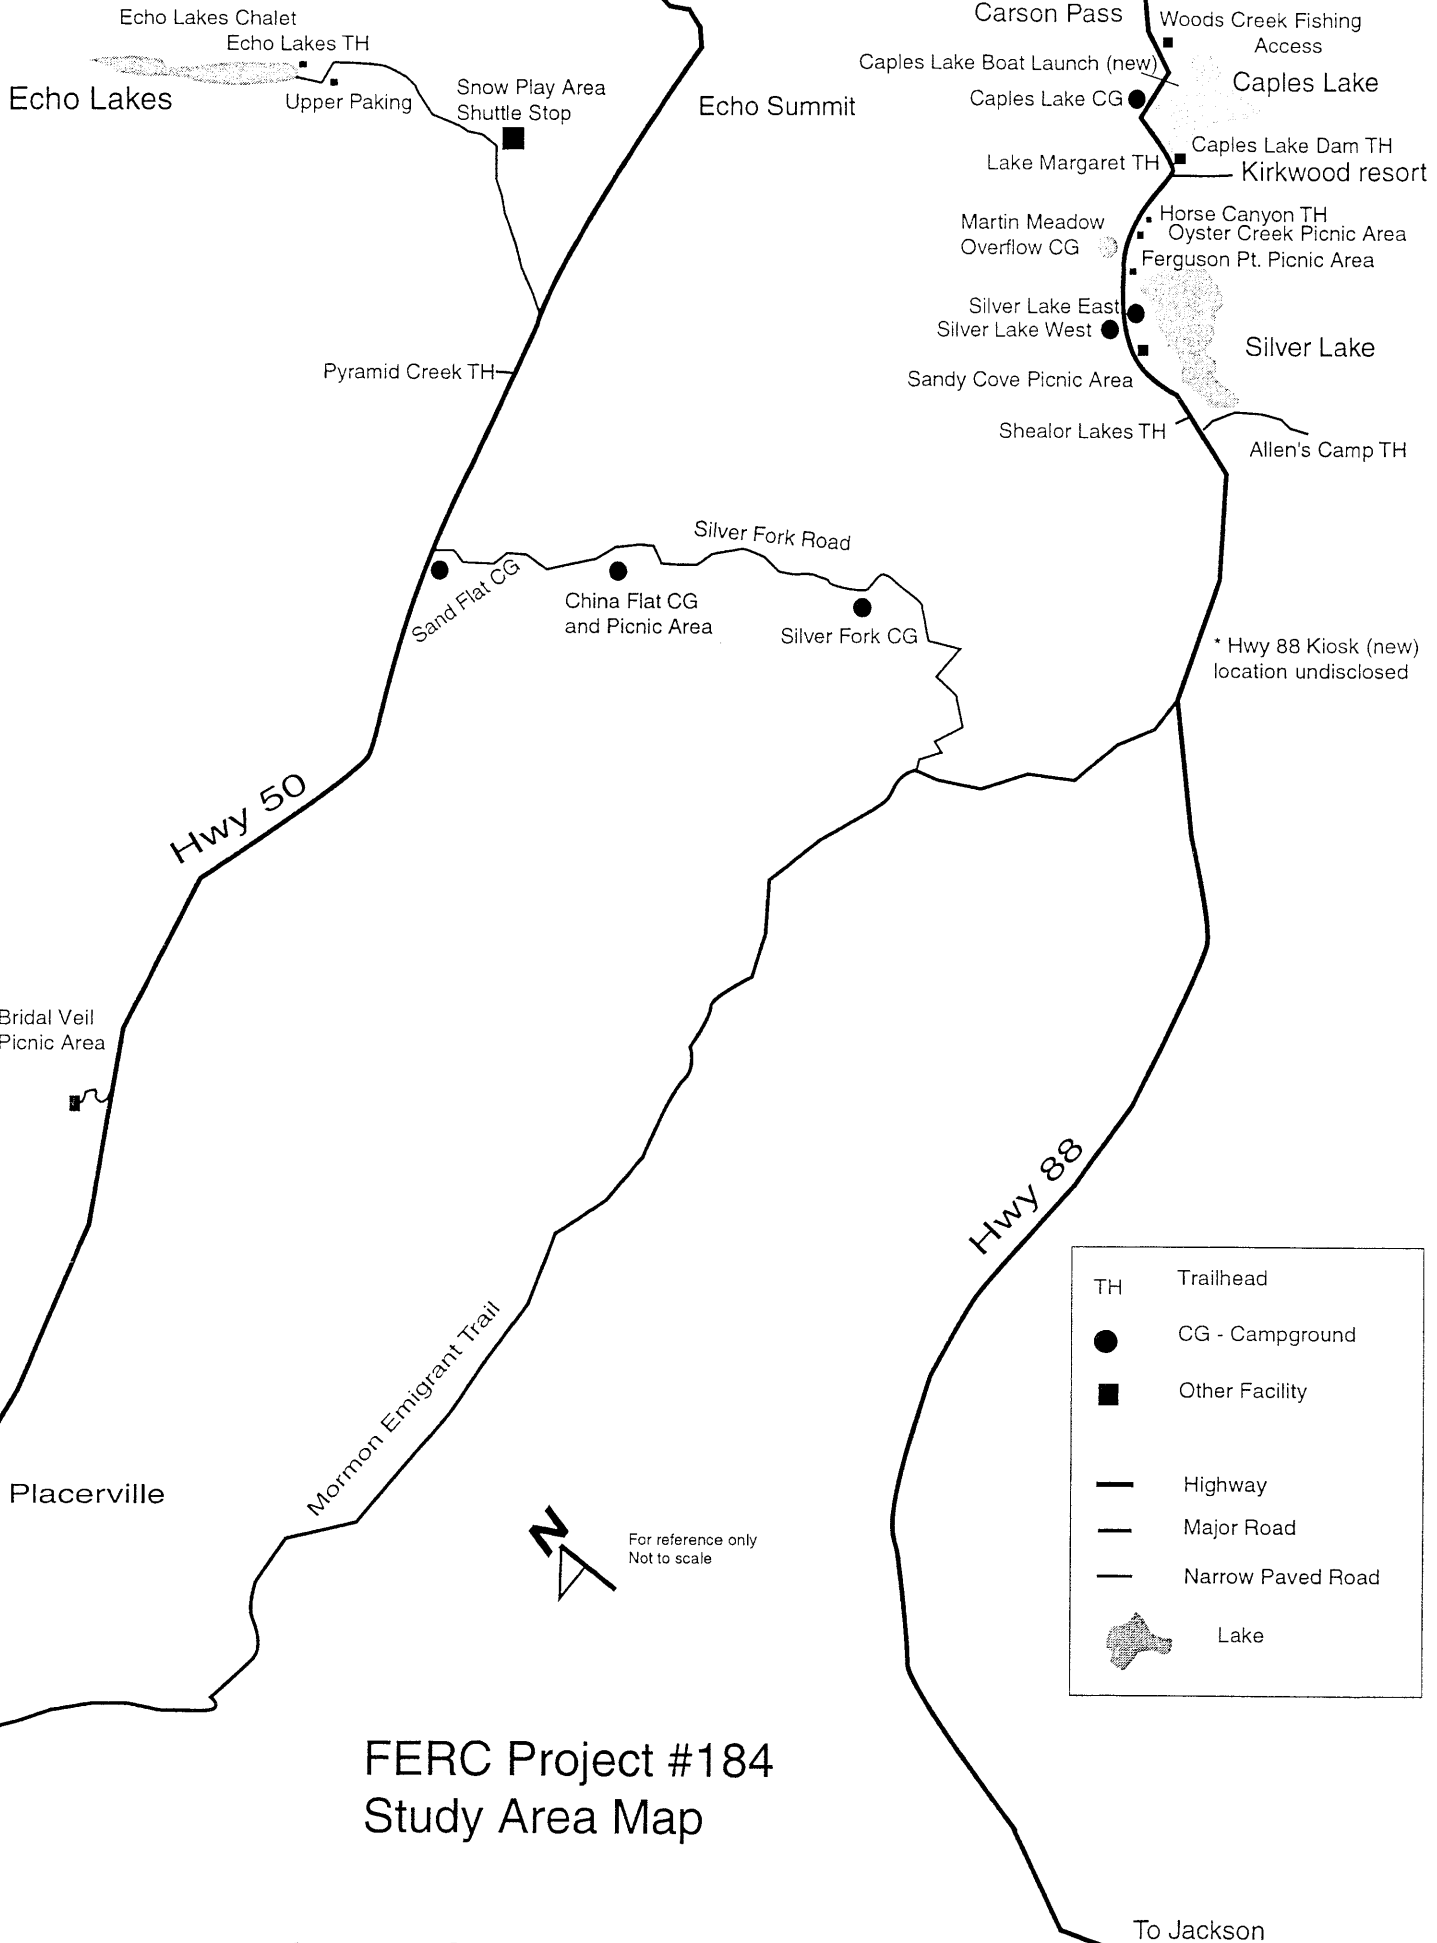 Echo Lakes Chalet
Echo Lakes TH
Echo Lakes
Upper Paking
Snow Play Area
Shuttle Stop
Echo Summit
Carson Pass
Woods Creek Fishing
Access
Caples Lake Boat Launch (new)
Caples Lake
Caples Lake CG
Caples Lake Dam TH
Lake Margaret TH
Kirkwood resort
Martin Meadow
Overflow CG
Horse Canyon TH
Oyster Creek Picnic Area
Ferguson Pt. Picnic Area
Silver Lake East
Silver Lake West
Silver Lake
Pyramid Creek TH
Sandy Cove Picnic Area
Shealor Lakes TH
Allen's Camp TH
Silver Fork Road
Sand Flat CG
China Flat CG
and Picnic Area
Silver Fork CG
* Hwy 88 Kiosk (new)
location undisclosed
Hwy 50
Bridal Veil
Picnic Area
Hwy 88
Mormon Emigrant Trail
Placerville
N
For reference only
Not to scale
TH Trailhead
CG - Campground
Other Facility
Highway
Major Road
Narrow Paved Road
Lake
FERC Project #184
Study Area Map
To Jackson